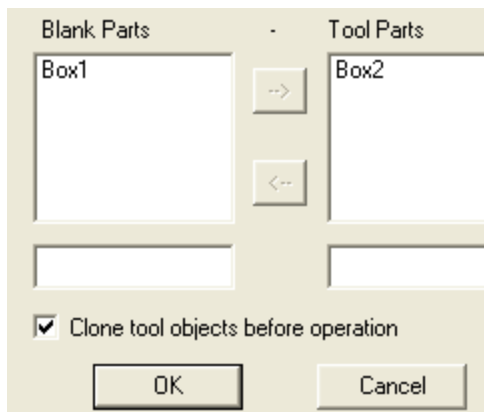 Blank Parts - Tool Parts
Box1 Box2
-->
<--
Clone tool objects before operation
OK Cancel